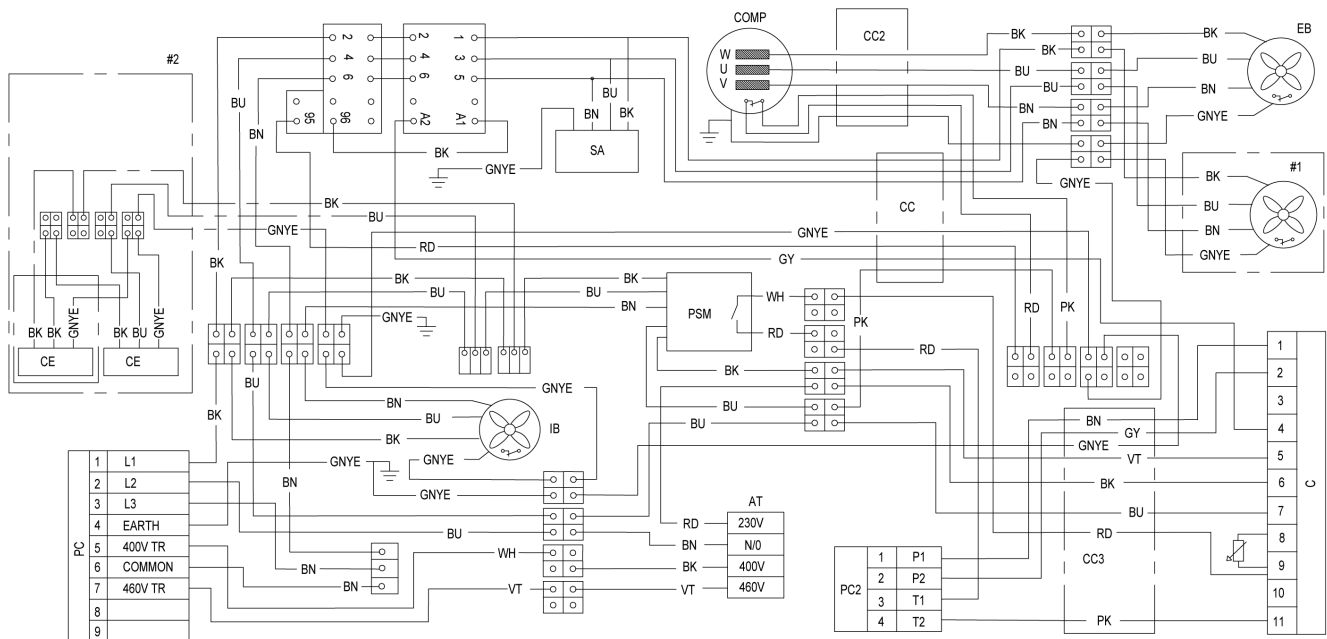 COMP
CC2
BK
BK
EB
#2
2
2
1
W
U
V
BK
BU
BU
4
4
3
BU
BU
6
6
5
BU
BU
BK
BN
BN
BN
BN
BN
GNYE
95
96
A2
A1
BK
SA
GNYE
CC
#1
GNYE
BK
BU
BN
GNYE
BK
BU
GNYE
GNYE
RD
GY
BK
BK
BU
BK
BU
BN
GNYE
PSM
WH
RD
PK
RD
PK
BK
BK
GNYE
BK
BU
GNYE
CE
CE
BU
BK
BU
BU
RD
GNYE
BN
BU
BK
IB
BK
BN
GY
GNYE
VT
GNYE
GNYE
GNYE
BN
BK
BU
RD
PC
1 L1
2 L2
3 L3
4 EARTH
5 400V TR
6 COMMON
7 460V TR
8
9
BU
WH
BN
BN
VT
RD
BN
BK
VT
AT
230V
N/0
400V
460V
PC2
1 P1
2 P2
3 T1
4 T2
CC3
PK
1
2
3
4
5
6
7
8
9
10
11
C